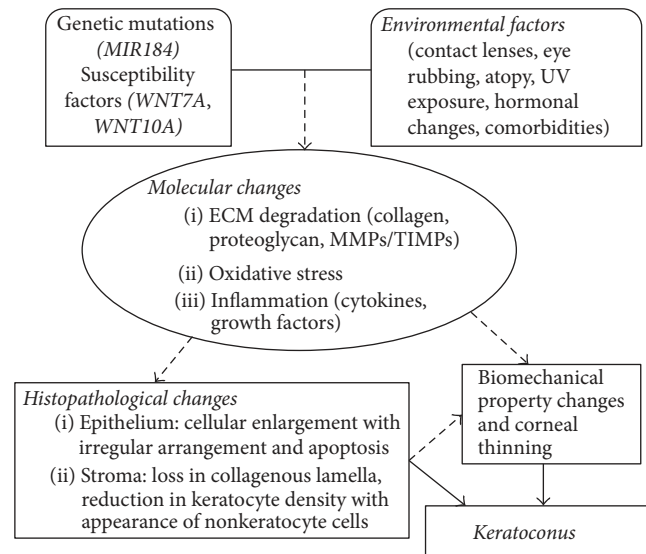 Genetic mutations
(MIR184)
Susceptibility
factors (WNT7A,
WNT10A)
Environmental factors
(contact lenses, eye
rubbing, atopy, UV
exposure, hormonal
changes, comorbidities)
Molecular changes
(i) ECM degradation (collagen,
proteoglycan, MMPs/TIMPs)
(ii) Oxidative stress
(iii) Inflammation (cytokines,
growth factors)
Histopathological changes
(i) Epithelium: cellular enlargement with
irregular arrangement and apoptosis
(ii) Stroma: loss in collagenous lamella,
reduction in keratocyte density with
appearance of nonkeratocyte cells
Biomechanical
property changes
and corneal
thinning
Keratoconus